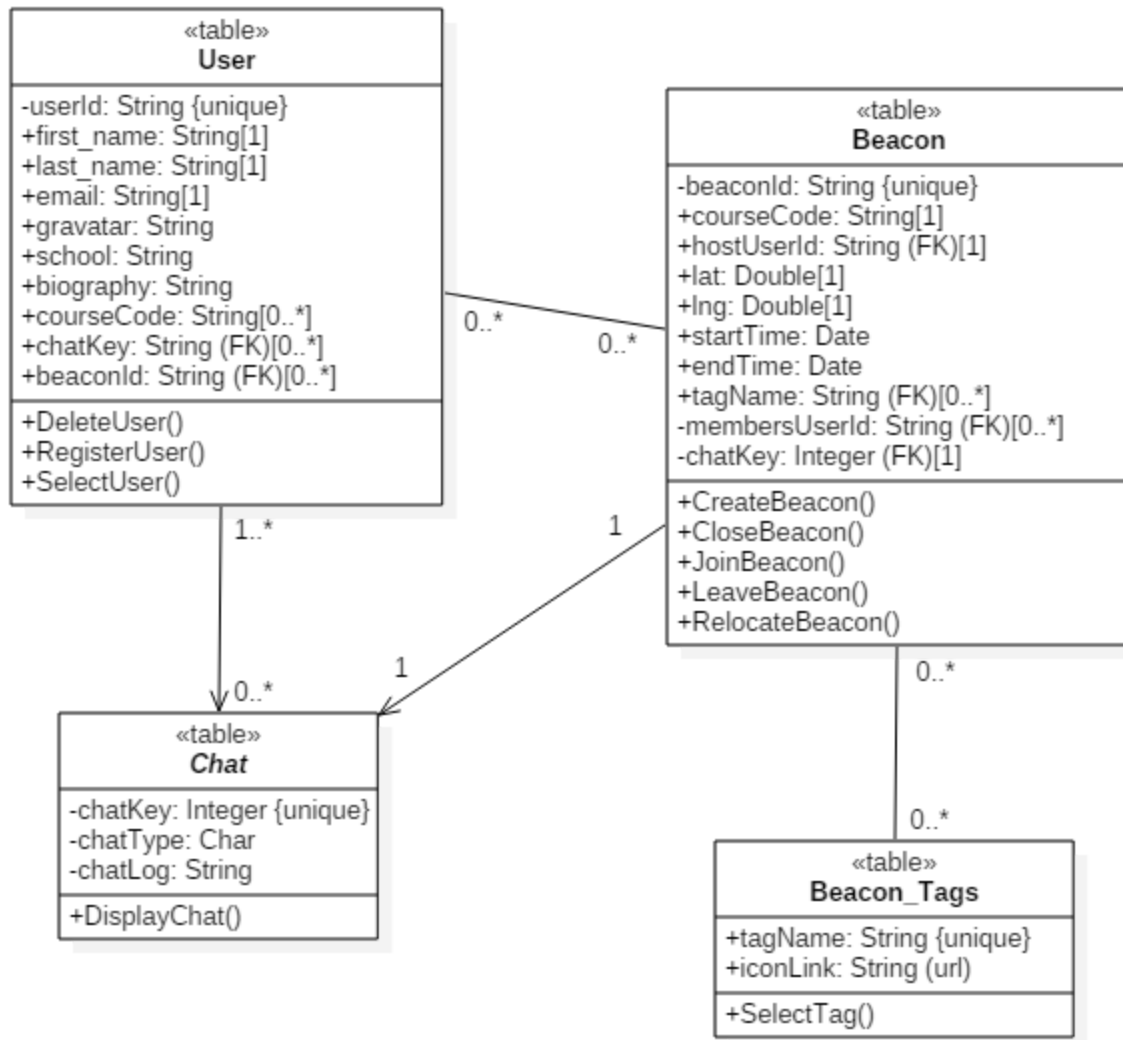 «table»
User
-userId: String {unique}
+first_name: String[1]
+last_name: String[1]
+email: String[1]
+gravatar: String
+school: String
+biography: String
+courseCode: String[0..*]
+chatKey: String (FK)[0..*]
+beaconId: String (FK)[0..*]
+DeleteUser()
+RegisterUser()
+SelectUser()
«table»
Beacon
-beaconId: String {unique}
+courseCode: String[1]
+hostUserId: String (FK)[1]
+lat: Double[1]
+lng: Double[1]
+startTime: Date
+endTime: Date
+tagName: String (FK)[0..*]
-membersUserId: String (FK)[0..*]
-chatKey: Integer (FK)[1]
+CreateBeacon()
+CloseBeacon()
+JoinBeacon()
+LeaveBeacon()
+RelocateBeacon()
0..*
0..*
1..*
0..*
1
1
0..*
0..*
«table»
Chat
-chatKey: Integer {unique}
-chatType: Char
-chatLog: String
+DisplayChat()
«table»
Beacon_Tags
+tagName: String {unique}
+iconLink: String (url)
+SelectTag()